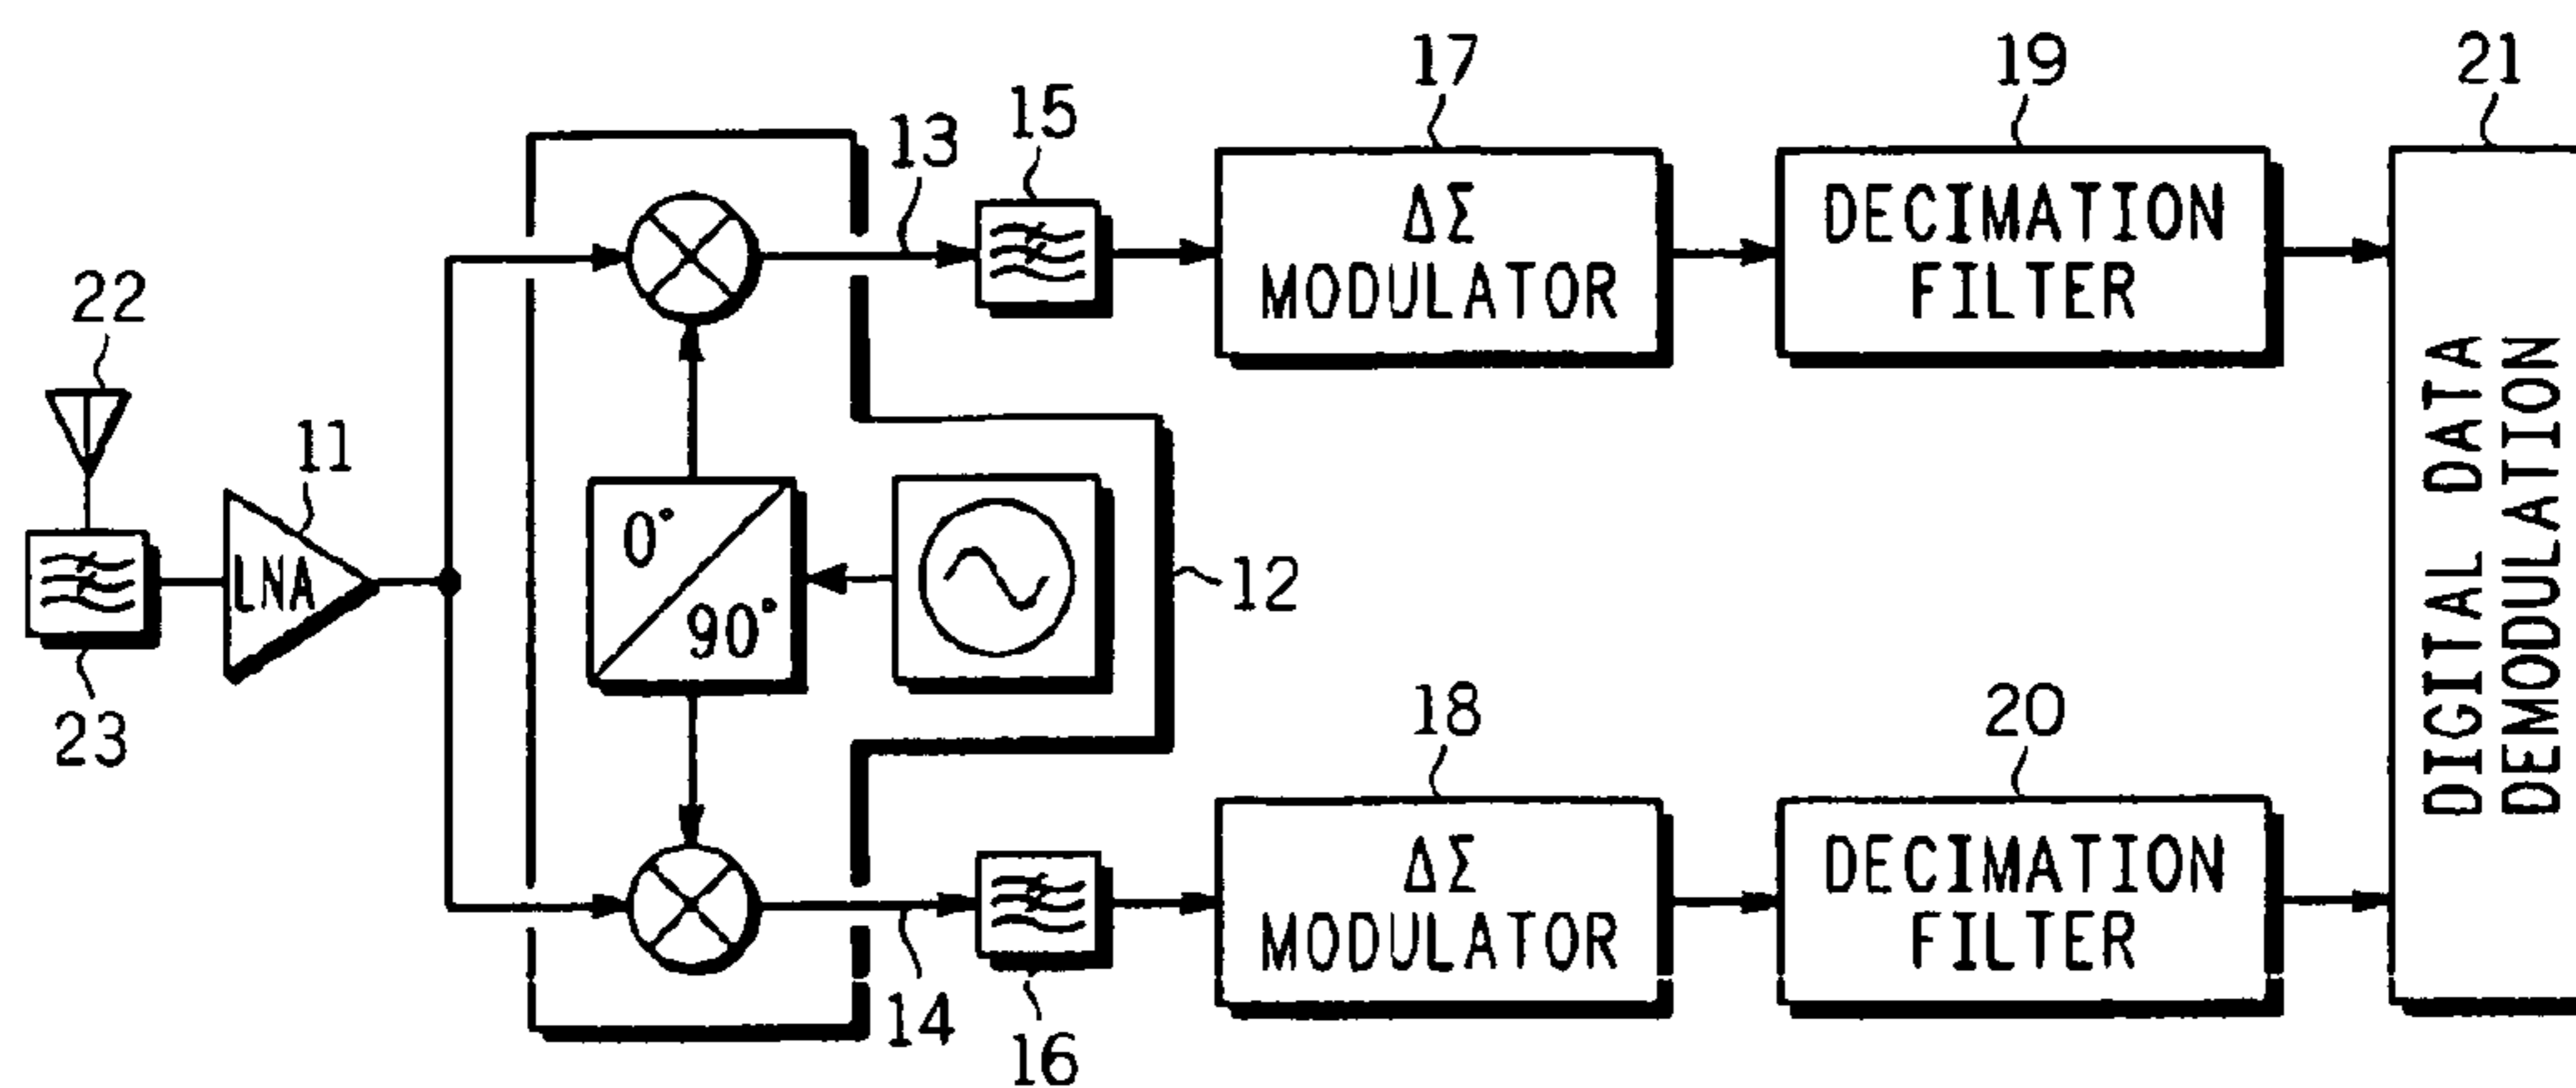 17
19
21
15
13
ΔΣ
MODULATOR
DECIMATION
FILTER
22
11
LNA
0°
90°
12
23
DIGITAL DATA
DEMODULATION
18
20
ΔΣ
MODULATOR
DECIMATION
FILTER
14
16